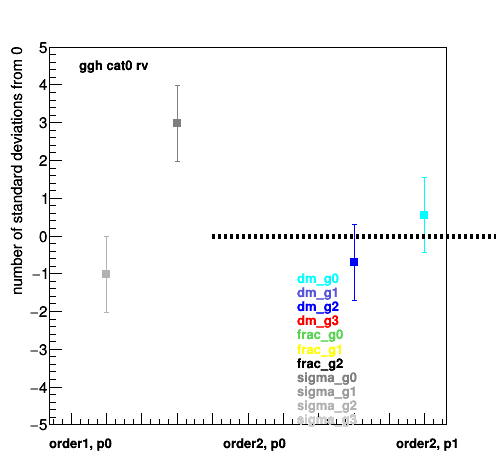 number of standard deviations from 0
ggh cat0 rv
5
4
3
2
1
0
−1
−2
−3
−4
−5
dm_g0
dm_g1
dm_g2
dm_g3
frac_g0
frac_g1
frac_g2
sigma_g0
sigma_g1
sigma_g2
sigma_g3
order1, p0
order2, p0
order2, p1